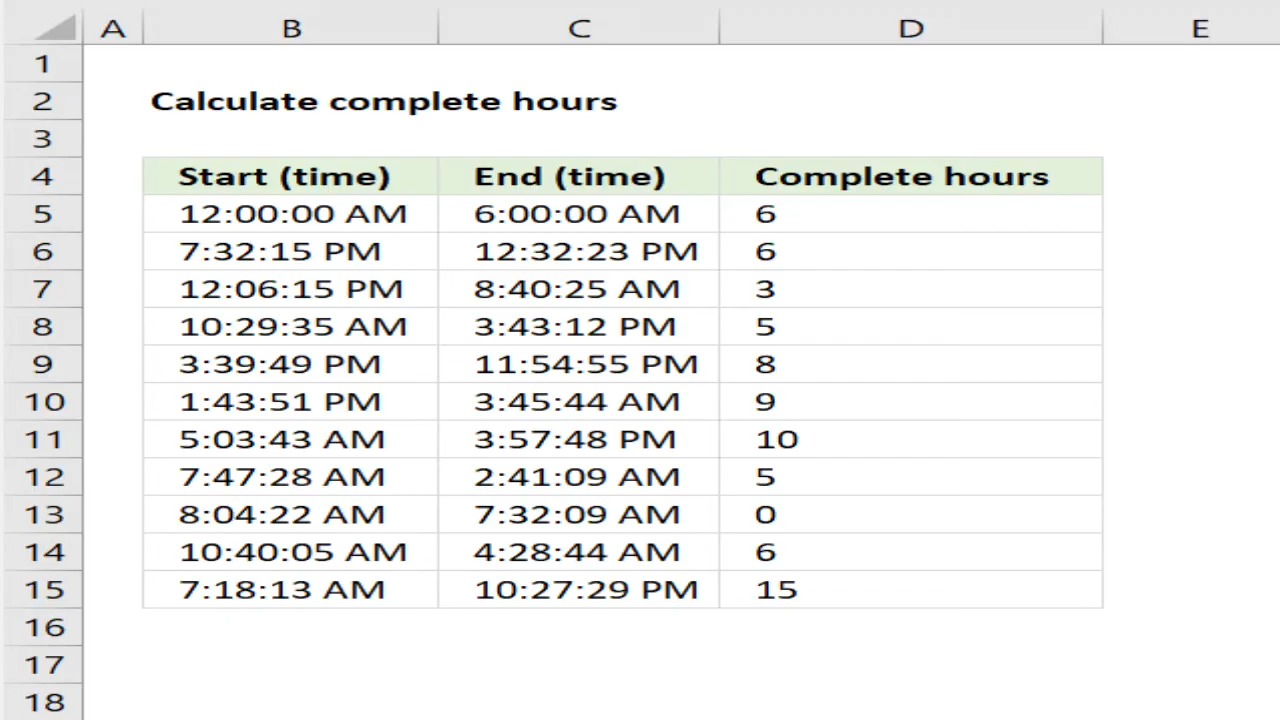 A B C D E
1
2 Calculate complete hours
3
4 Start (time) End (time) Complete hours
5 12:00:00 AM 6:00:00 AM 6
6 7:32:15 PM 12:32:23 PM 6
7 12:06:15 PM 8:40:25 AM 3
8 10:29:35 AM 3:43:12 PM 5
9 3:39:49 PM 11:54:55 PM 8
10 1:43:51 PM 3:45:44 AM 9
11 5:03:43 AM 3:57:48 PM 10
12 7:47:28 AM 2:41:09 AM 5
13 8:04:22 AM 7:32:09 AM 0
14 10:40:05 AM 4:28:44 AM 6
15 7:18:13 AM 10:27:29 PM 15
16
17
18